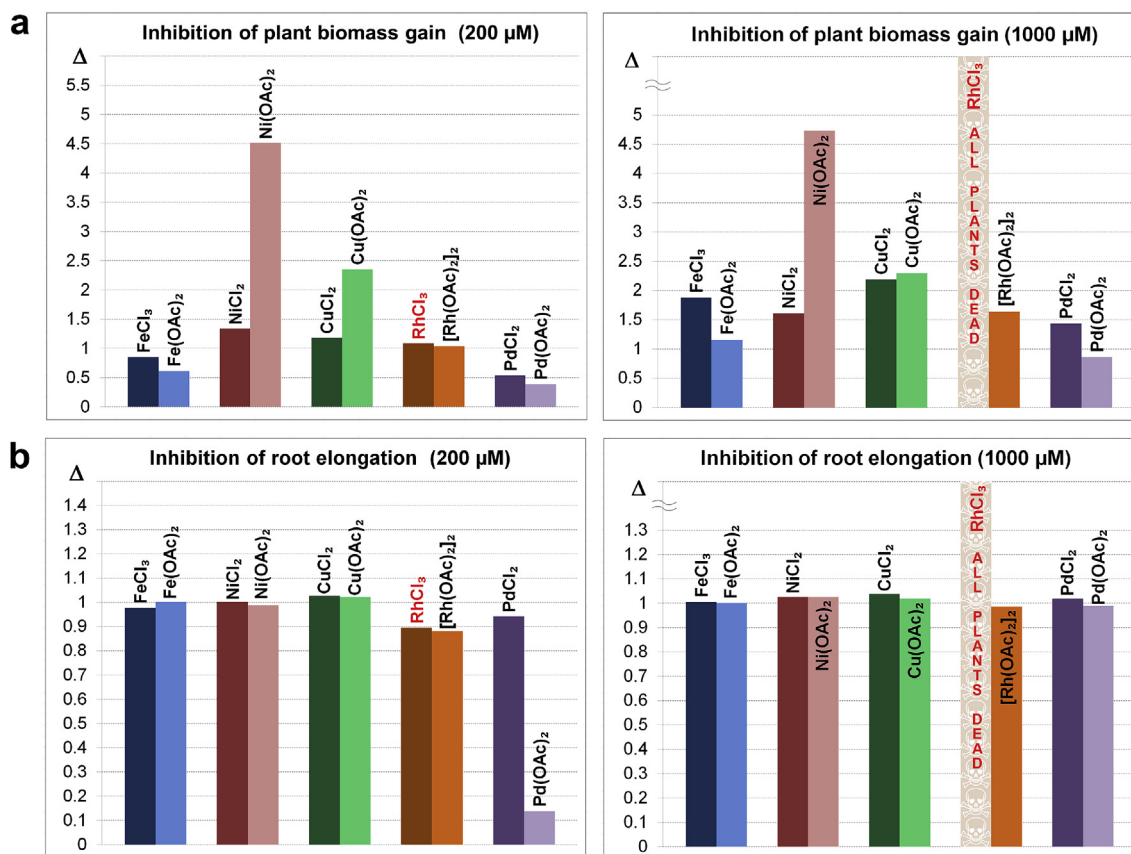 a
Inhibition of plant biomass gain (200 µM)
Δ
5.5
5
4.5
4
3.5
3
2.5
2
1.5
1
0.5
0
FeCl₃
Fe(OAc)₂
NiCl₂
Ni(OAc)₂
CuCl₂
Cu(OAc)₂
RhCl₃
[Rh(OAc)₂]₂
PdCl₂
Pd(OAc)₂
Inhibition of plant biomass gain (1000 µM)
Δ
5
4.5
4
3.5
3
2.5
2
1.5
1
0.5
0
FeCl₃
Fe(OAc)₂
NiCl₂
Ni(OAc)₂
CuCl₂
Cu(OAc)₂
RhCl₃ ALL PLANTS DEAD
[Rh(OAc)₂]₂
PdCl₂
Pd(OAc)₂
b
Inhibition of root elongation (200 µM)
Δ
1.4
1.3
1.2
1.1
1
0.9
0.8
0.7
0.6
0.5
0.4
0.3
0.2
0.1
0
FeCl₃
Fe(OAc)₂
NiCl₂
Ni(OAc)₂
CuCl₂
Cu(OAc)₂
RhCl₃
[Rh(OAc)₂]₂
PdCl₂
Pd(OAc)₂
Inhibition of root elongation (1000 µM)
Δ
1.3
1.2
1.1
1
0.9
0.8
0.7
0.6
0.5
0.4
0.3
0.2
0.1
0
FeCl₃
Fe(OAc)₂
NiCl₂
Ni(OAc)₂
CuCl₂
Cu(OAc)₂
RhCl₃ ALL PLANTS DEAD
[Rh(OAc)₂]₂
PdCl₂
Pd(OAc)₂